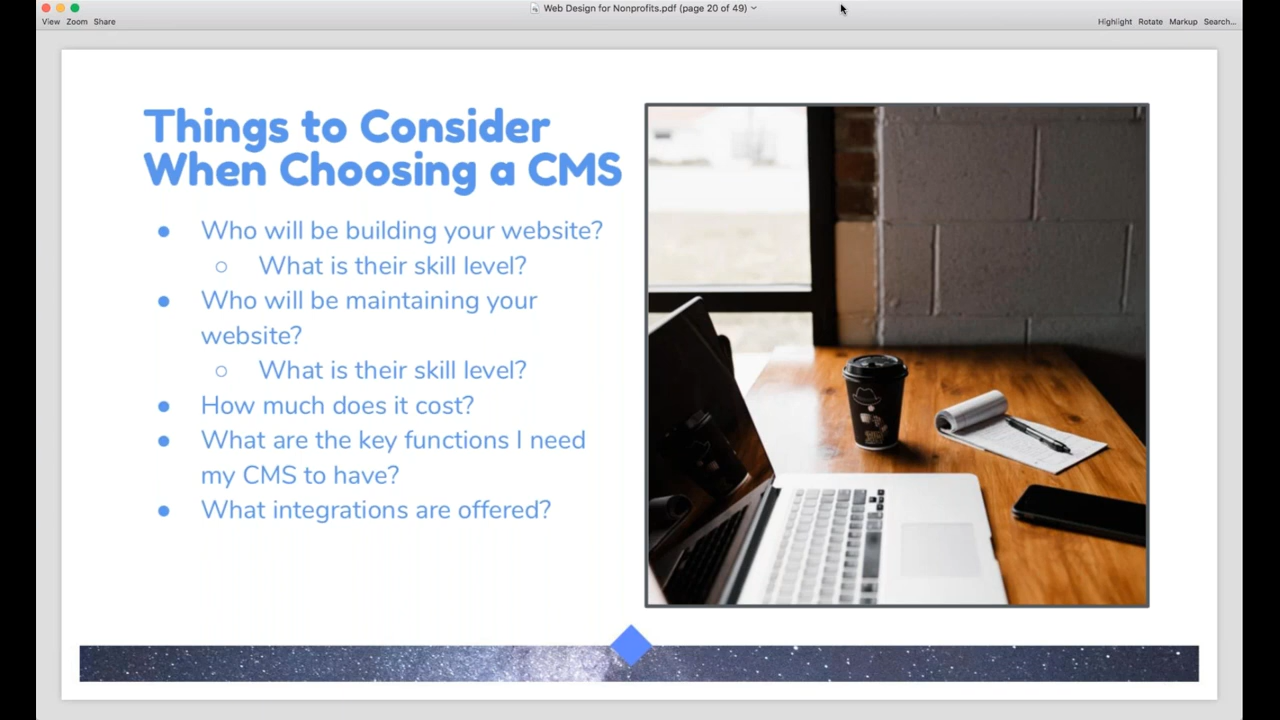 Web Design for Nonprofits.pdf (page 20 of 49)
View Zoom Share
Highlight Rotate Markup Search...
Things to Consider
When Choosing a CMS
● Who will be building your website?
○ What is their skill level?
● Who will be maintaining your
website?
○ What is their skill level?
● How much does it cost?
● What are the key functions I need
my CMS to have?
● What integrations are offered?